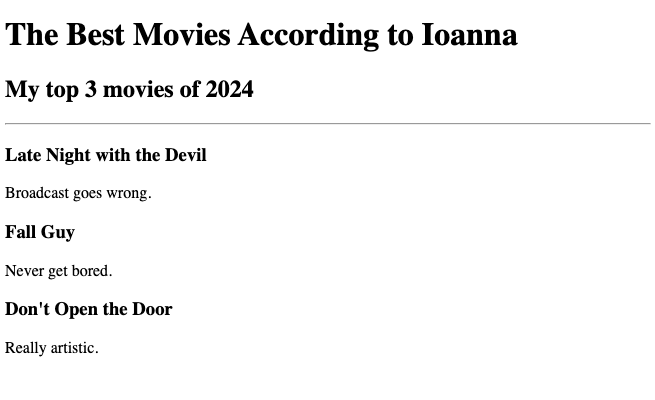 The Best Movies According to Ioanna
My top 3 movies of 2024
Late Night with the Devil
Broadcast goes wrong.
Fall Guy
Never get bored.
Don't Open the Door
Really artistic.